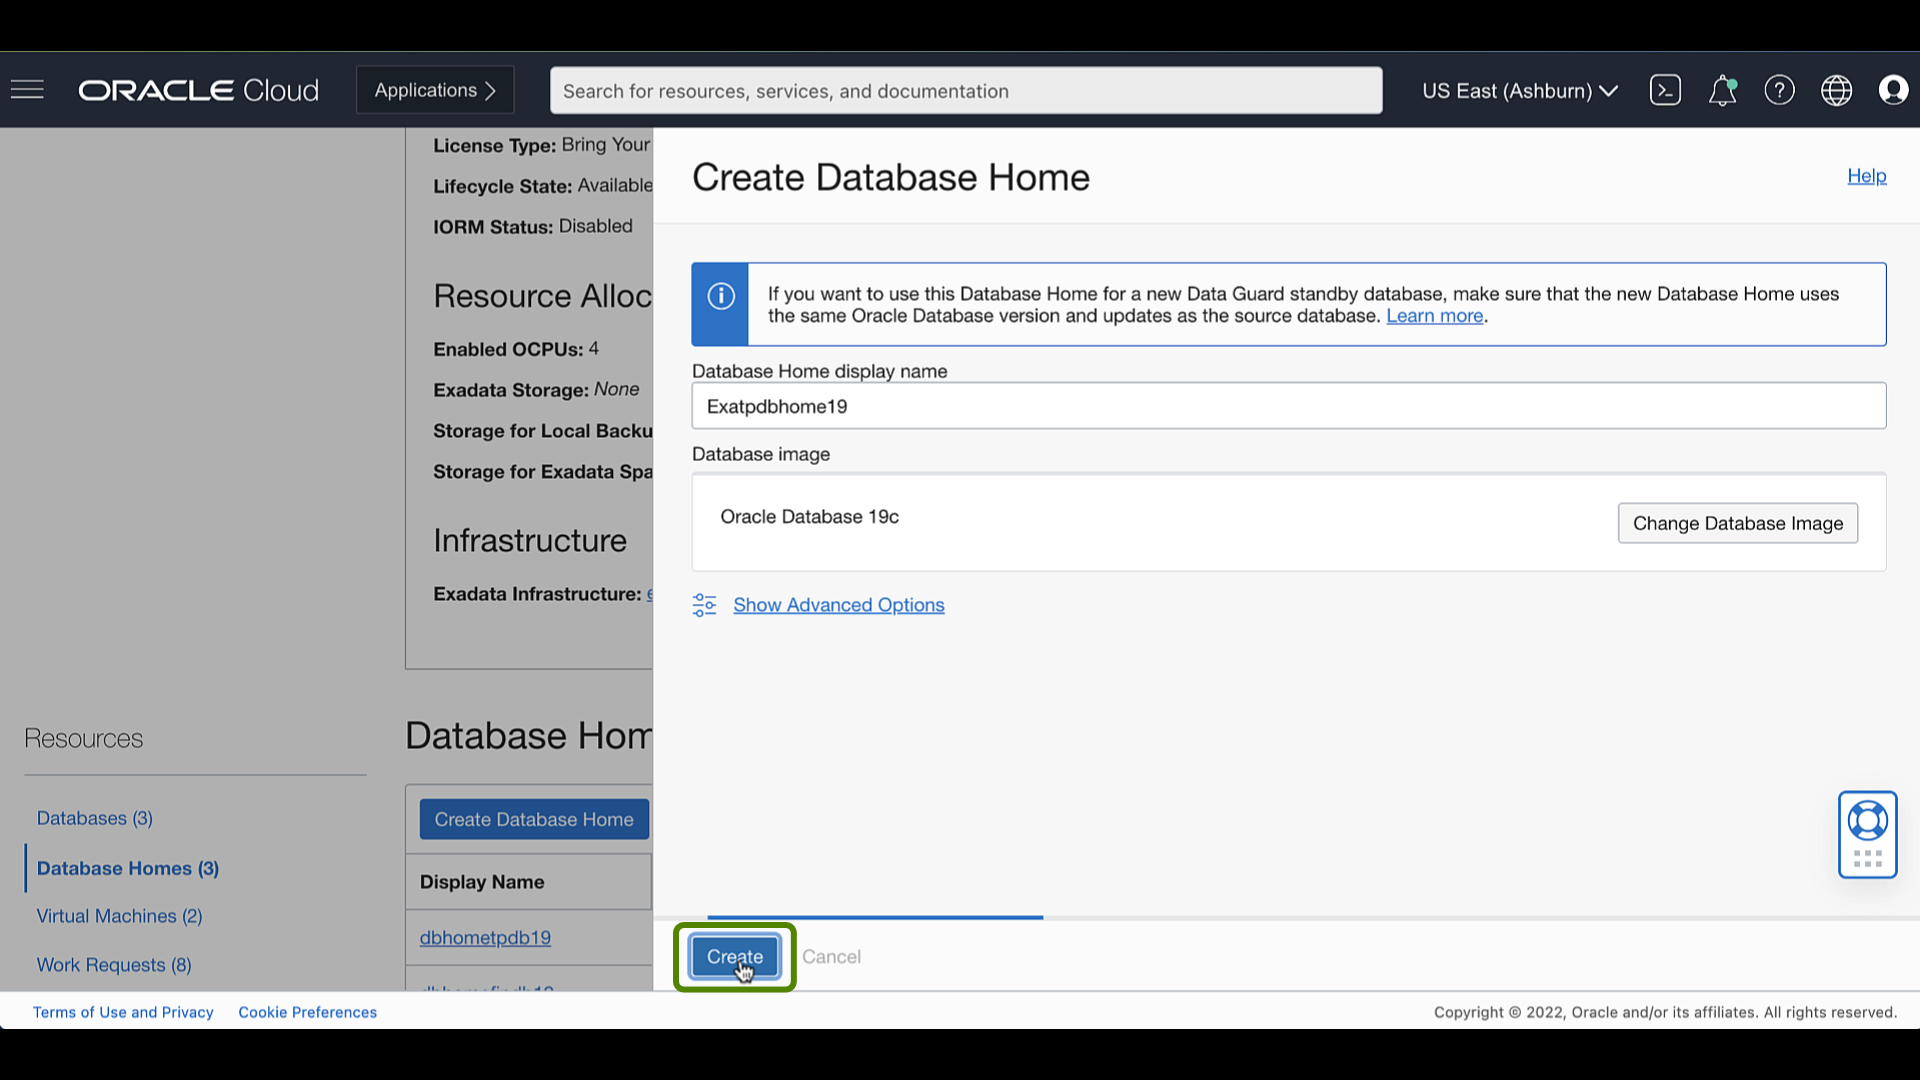 ORACLE Cloud
Applications
Search for resources, services, and documentation
US East (Ashburn)
License Type: Bring Your
Lifecycle State: Available
IORM Status: Disabled
Resource Alloc
Enabled OCPUs: 4
Exadata Storage: None
Storage for Local Backu
Storage for Exadata Spa
Infrastructure
Exadata Infrastructure: e
Resources
Databases (3)
Database Homes (3)
Virtual Machines (2)
Work Requests (8)
Database Hom
Create Database Home
Display Name
dbhometpdb19
Create Database Home
Help
If you want to use this Database Home for a new Data Guard standby database, make sure that the new Database Home uses
the same Oracle Database version and updates as the source database. Learn more.
Database Home display name
Exatpdbhome19
Database image
Oracle Database 19c
Change Database Image
Show Advanced Options
Create
Cancel
Terms of Use and Privacy
Cookie Preferences
Copyright © 2022, Oracle and/or its affiliates. All rights reserved.